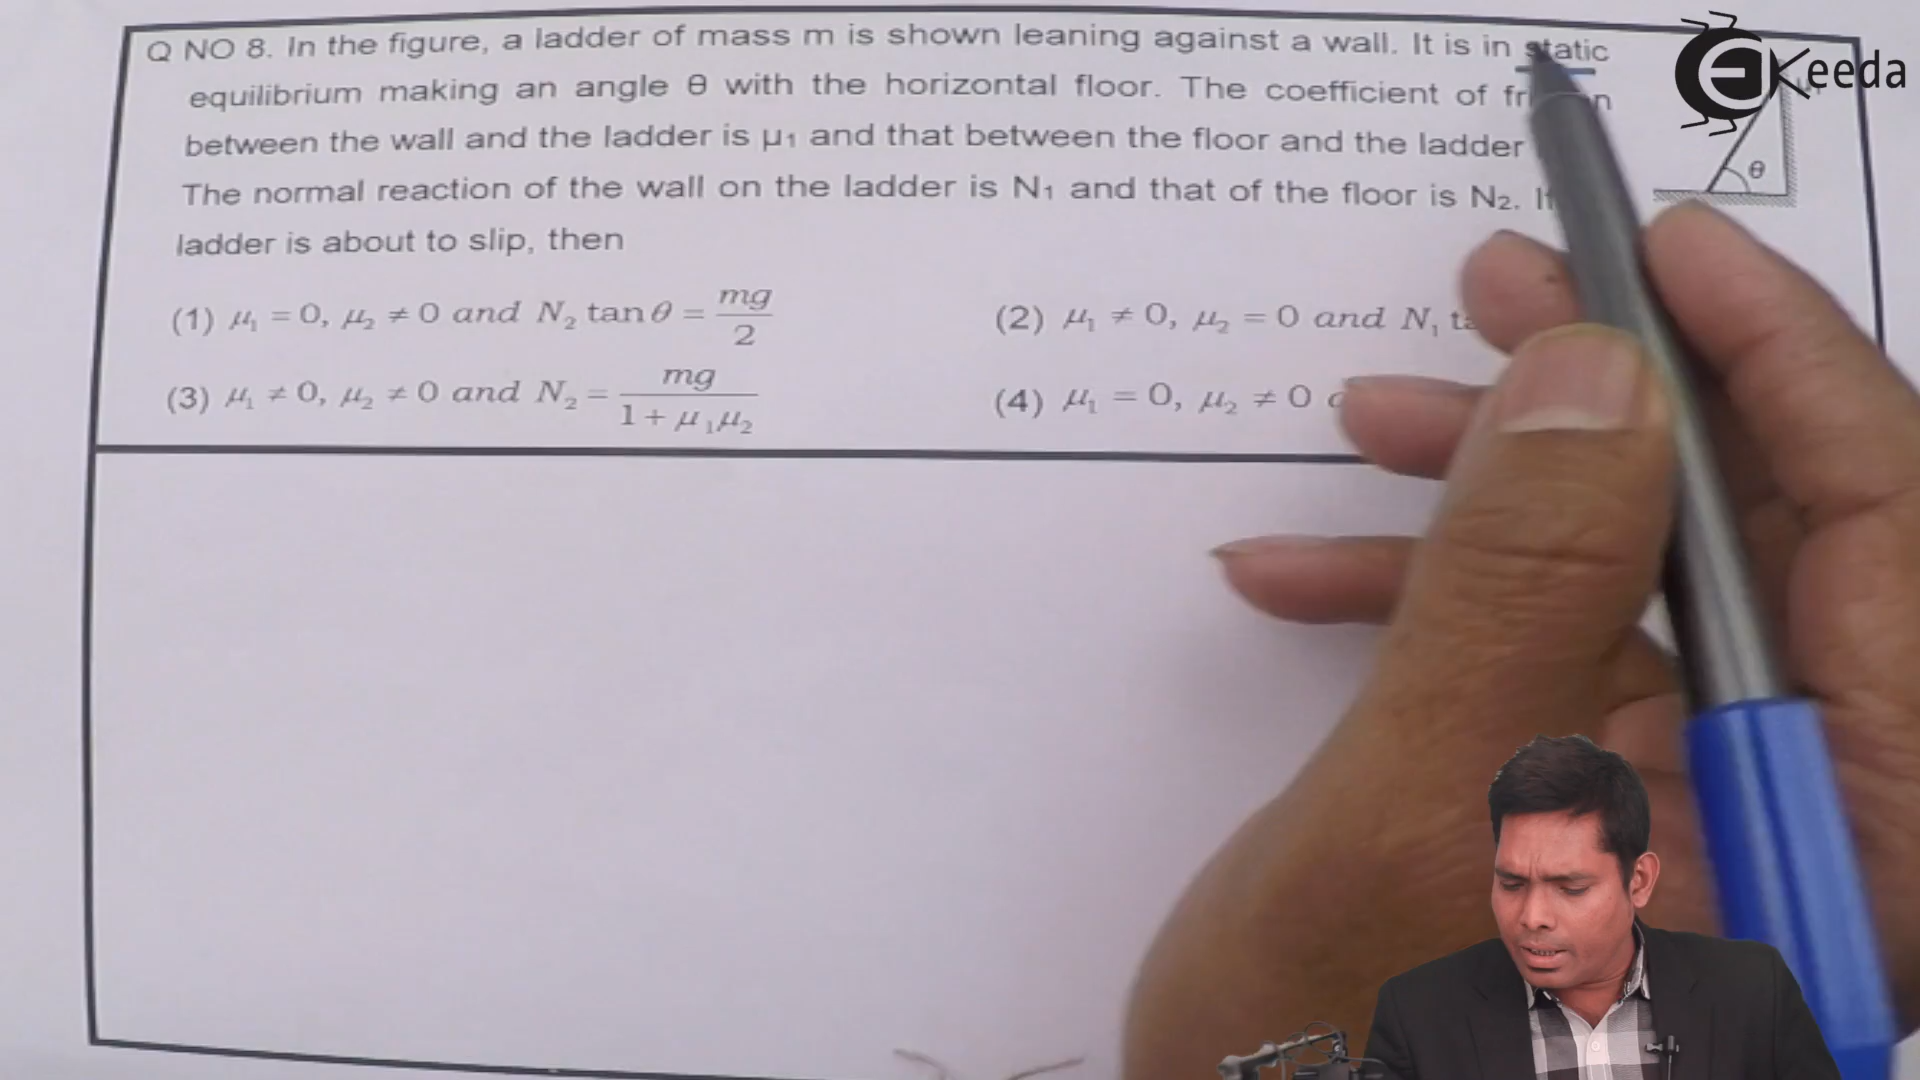 Q NO 8. In the figure, a ladder of mass m is shown leaning against a wall. It is in static
equilibrium making an angle θ with the horizontal floor. The coefficient of
between the wall and the ladder is μ₁ and that between the floor and the ladder
The normal reaction of the wall on the ladder is N₁ and that of the floor is N₂.
ladder is about to slip, then
(1) μ₁ = 0, μ₂ ≠ 0 and N₂ tan θ = mg/2
(2) μ₁ ≠ 0, μ₂ = 0 and N₁
(3) μ₁ ≠ 0, μ₂ ≠ 0 and N₂ = mg/(1 + μ₁μ₂)
(4) μ₁ = 0, μ₂ ≠ 0
θ
eKeeda